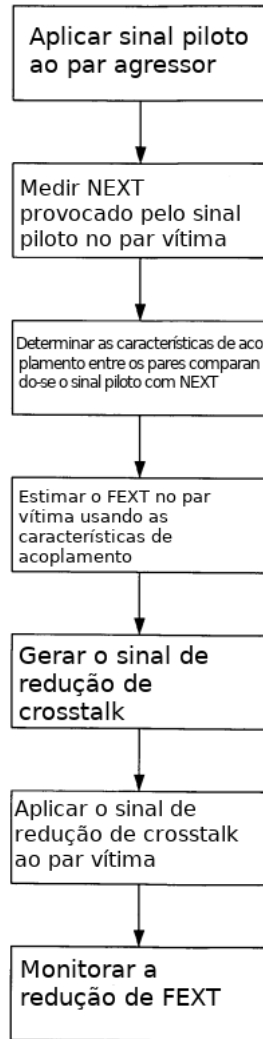 Aplicar sinal piloto
ao par agressor
Medir NEXT
provocado pelo sinal
piloto no par vítima
Determinar as características de aco
plamento entre os pares comparan
do-se o sinal piloto com NEXT
Estimar o FEXT no par
vítima usando as
características de
acoplamento
Gerar o sinal de
redução de
crosstalk
Aplicar o sinal de
redução de crosstalk
ao par vítima
Monitorar a
redução de FEXT